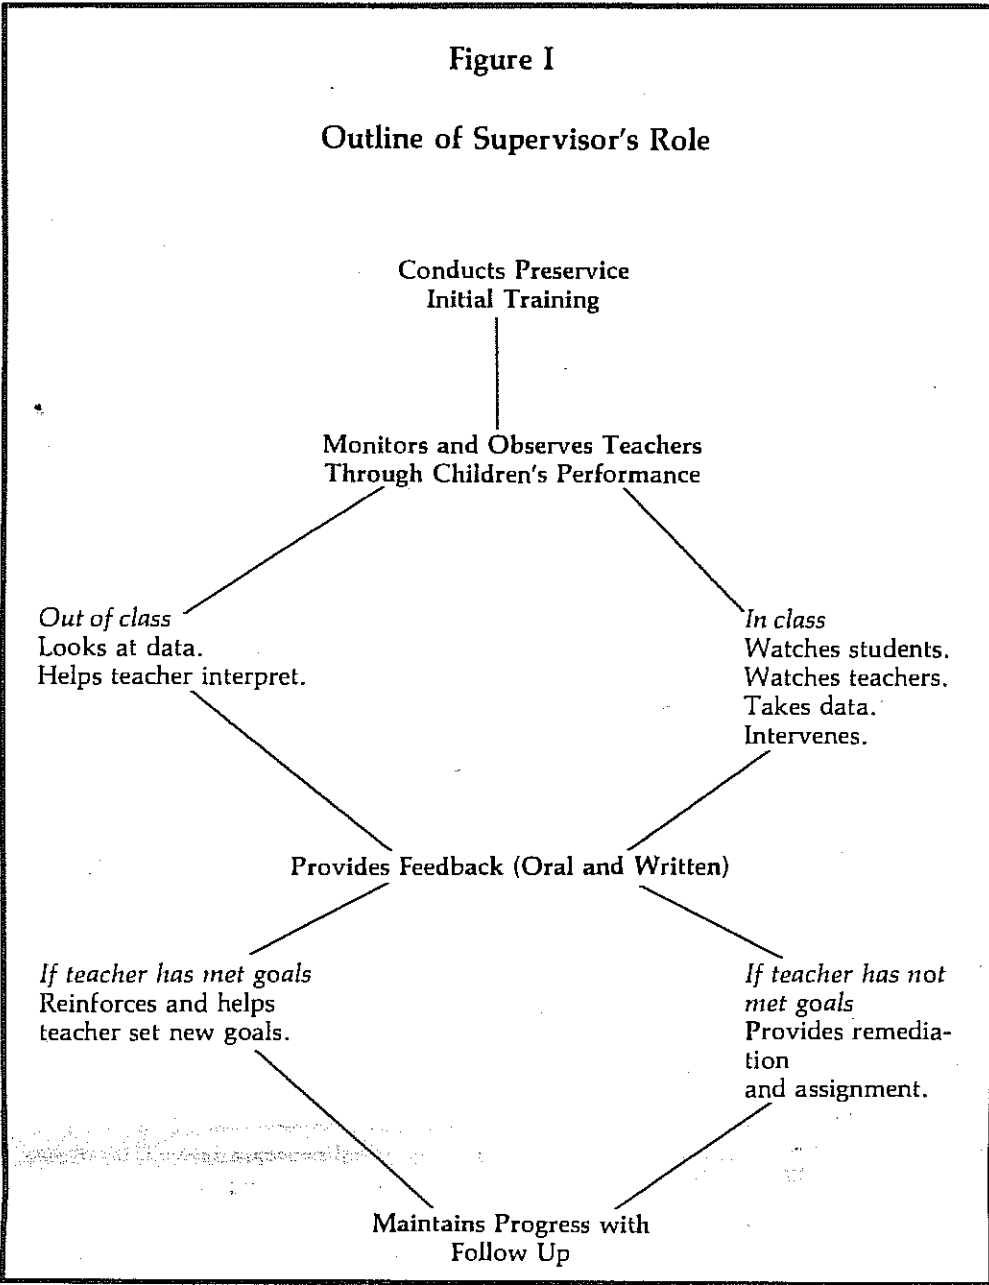 Figure I
Outline of Supervisor's Role
Conducts Preservice
Initial Training
Monitors and Observes Teachers
Through Children's Performance
Out of class
Looks at data.
Helps teacher interpret.
In class
Watches students.
Watches teachers.
Takes data.
Intervenes.
Provides Feedback (Oral and Written)
If teacher has met goals
Reinforces and helps
teacher set new goals.
If teacher has not
met goals
Provides remedia-
tion
and assignment.
Maintains Progress with
Follow Up